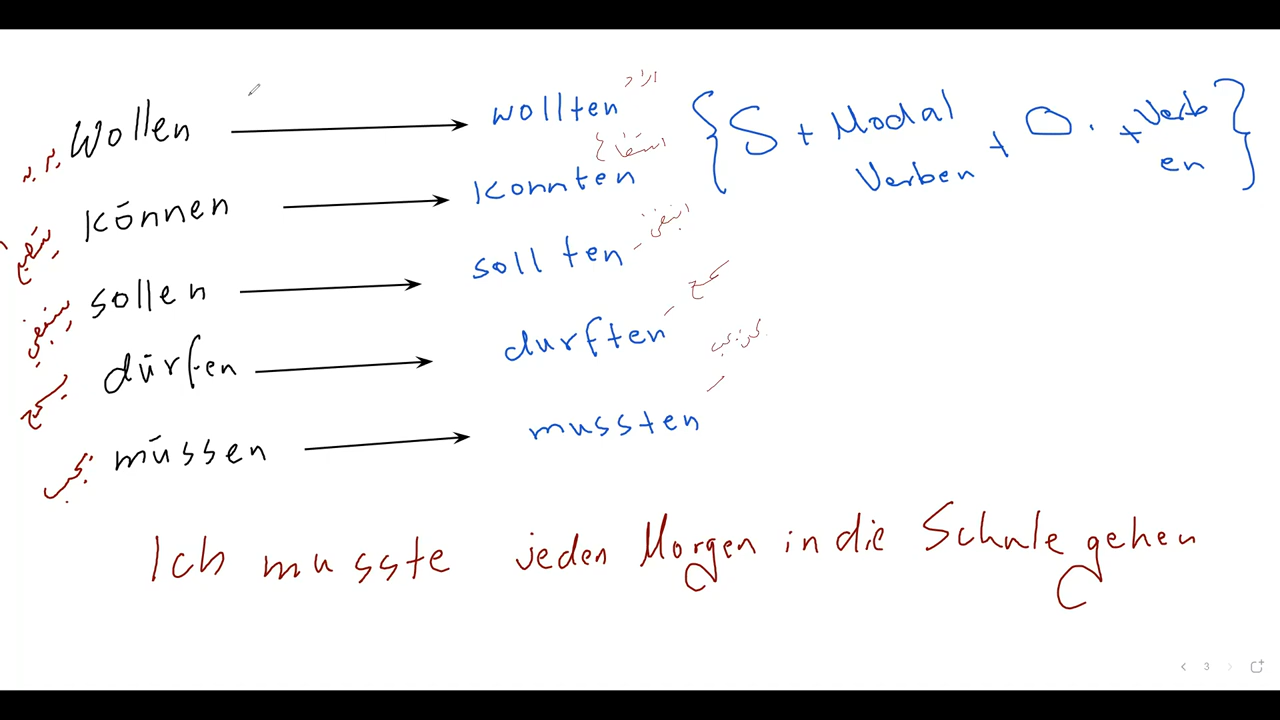 wollen wollten أراد
يريد
können konnten استطاع
يستطيع
sollen sollten
ينبغي
dürfen durften سمح
يسمح
müssen mussten
يجب
{ S + Modal Verben + O. + Verb en }
Ich musste jeden Morgen in die Schule gehen
3